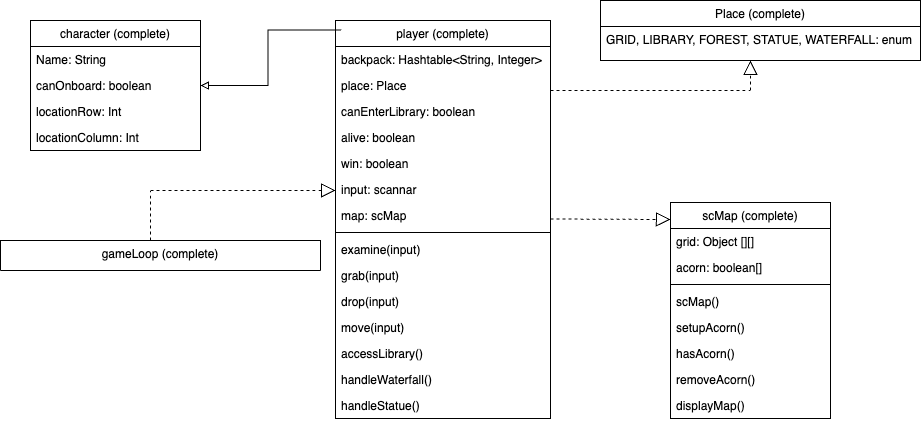 character (complete)
Name: String
canOnboard: boolean
locationRow: Int
locationColumn: Int
player (complete)
backpack: Hashtable<String, Integer>
place: Place
canEnterLibrary: boolean
alive: boolean
win: boolean
input: scannar
map: scMap
examine(input)
grab(input)
drop(input)
move(input)
accessLibrary()
handleWaterfall()
handleStatue()
Place (complete)
GRID, LIBRARY, FOREST, STATUE, WATERFALL: enum
gameLoop (complete)
scMap (complete)
grid: Object [][]
acorn: boolean[]
scMap()
setupAcorn()
hasAcorn()
removeAcorn()
displayMap()